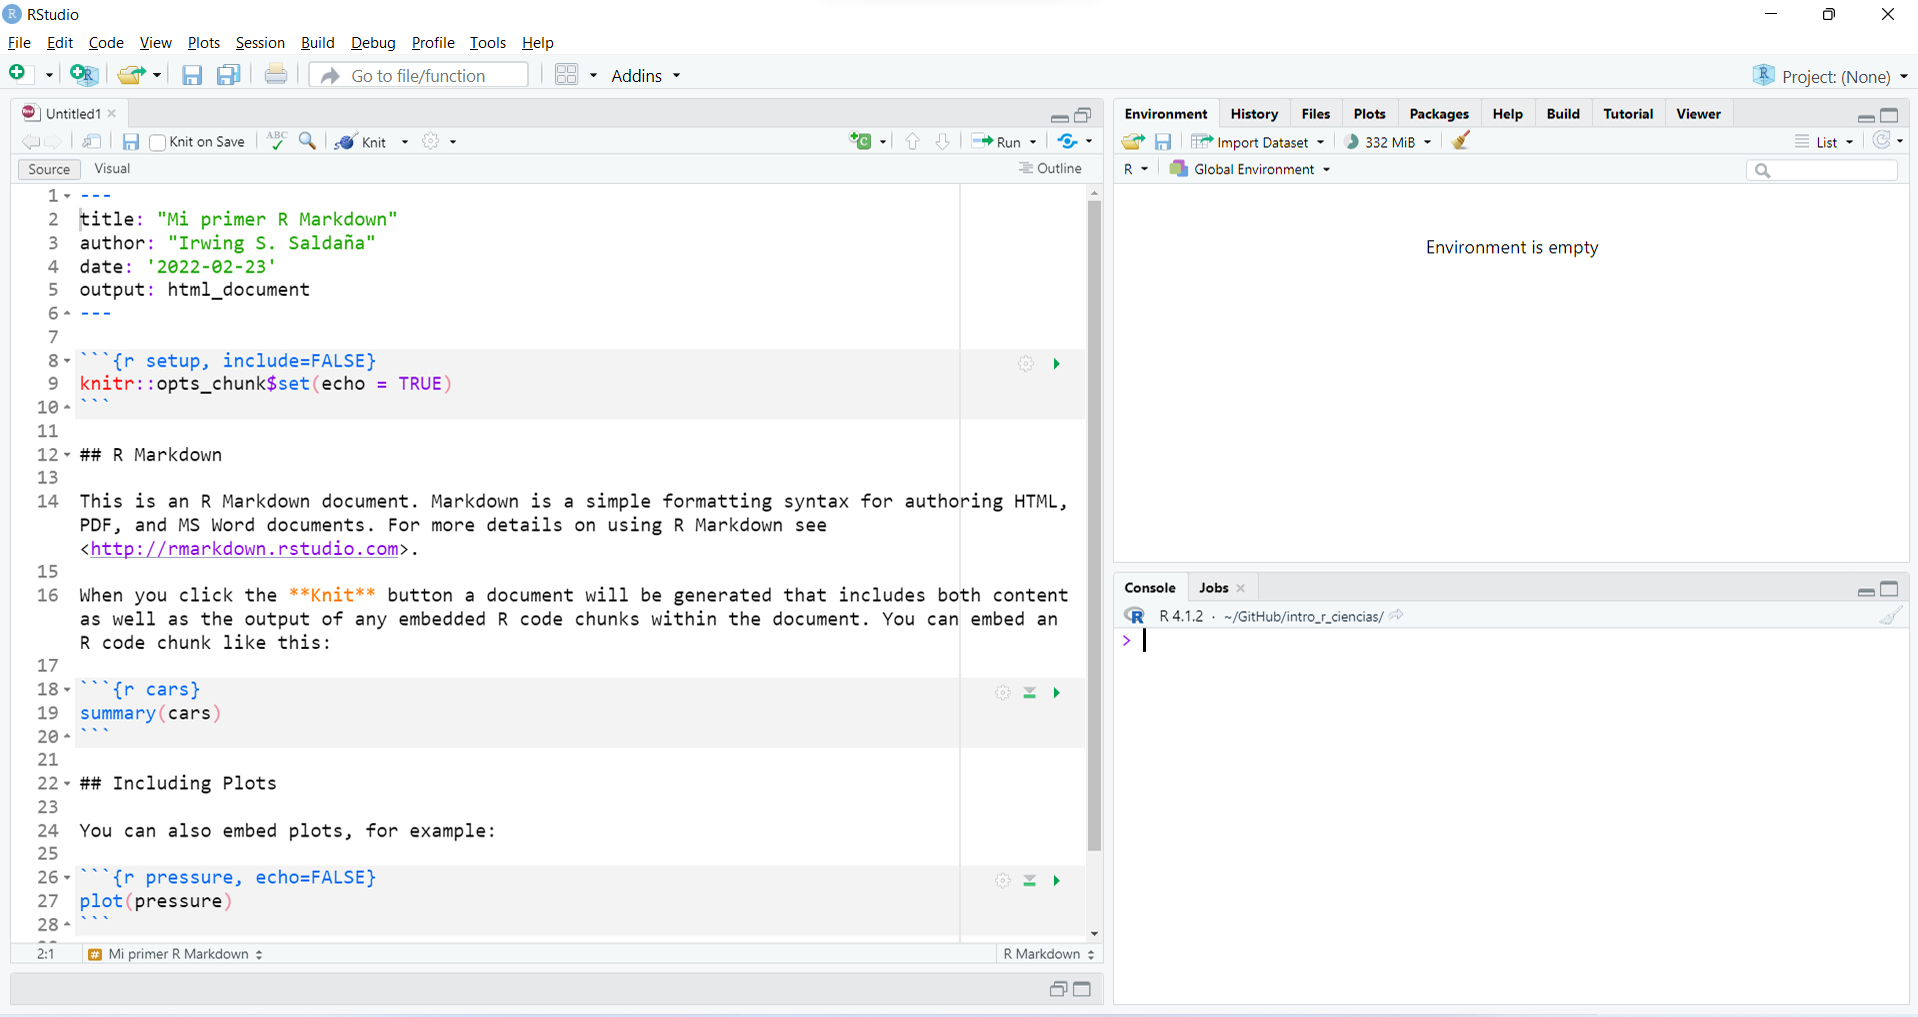 RStudio
File Edit Code View Plots Session Build Debug Profile Tools Help
Go to file/function Addins Project: (None)
Untitled1
Knit on Save ABC Knit Run
Source Visual Outline
1 ---
2 title: "Mi primer R Markdown"
3 author: "Irwing S. Saldaña"
4 date: '2022-02-23'
5 output: html_document
6 ---
7
8 ```{r setup, include=FALSE}
9 knitr::opts_chunk$set(echo = TRUE)
10 ```
11
12 ## R Markdown
13
14 This is an R Markdown document. Markdown is a simple formatting syntax for authoring HTML,
PDF, and MS Word documents. For more details on using R Markdown see
<http://rmarkdown.rstudio.com>.
15
16 When you click the **Knit** button a document will be generated that includes both content
as well as the output of any embedded R code chunks within the document. You can embed an
R code chunk like this:
17
18 ```{r cars}
19 summary(cars)
20 ```
21
22 ## Including Plots
23
24 You can also embed plots, for example:
25
26 ```{r pressure, echo=FALSE}
27 plot(pressure)
28 ```
2:1 # Mi primer R Markdown R Markdown
Environment History Files Plots Packages Help Build Tutorial Viewer
Import Dataset 332 MiB List
R Global Environment
Environment is empty
Console Jobs
R 4.1.2 · ~/GitHub/intro_r_ciencias/
>